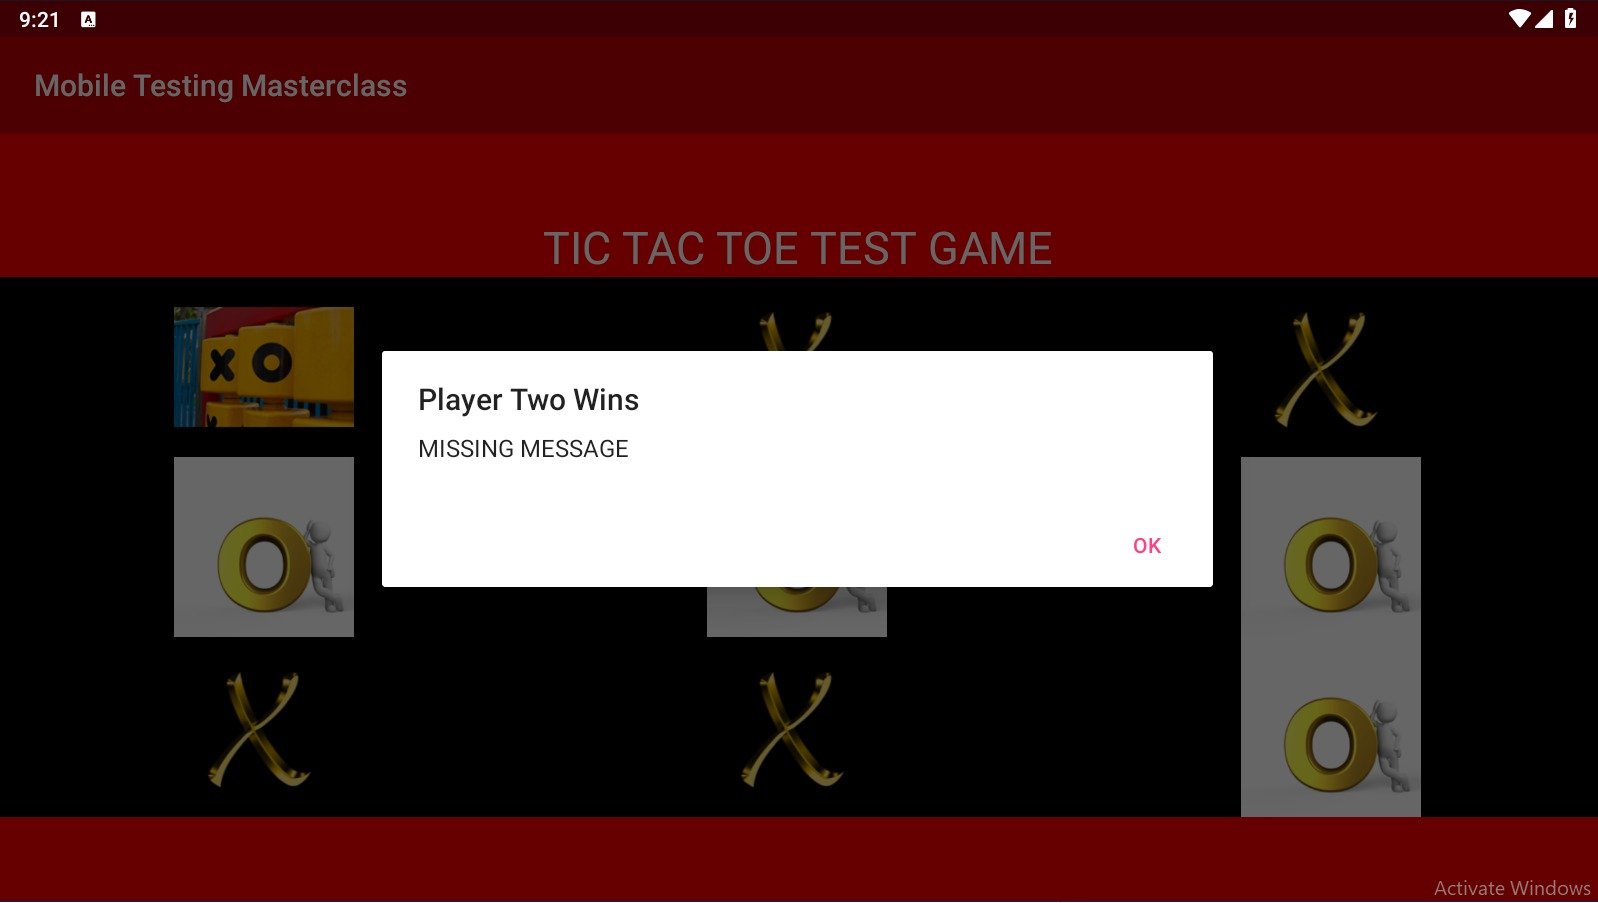 9:21
A
Mobile Testing Masterclass
TIC TAC TOE TEST GAME
X O
X
X
Player Two Wins
MISSING MESSAGE
OK
O
O
O
X
X
O
Activate Windows